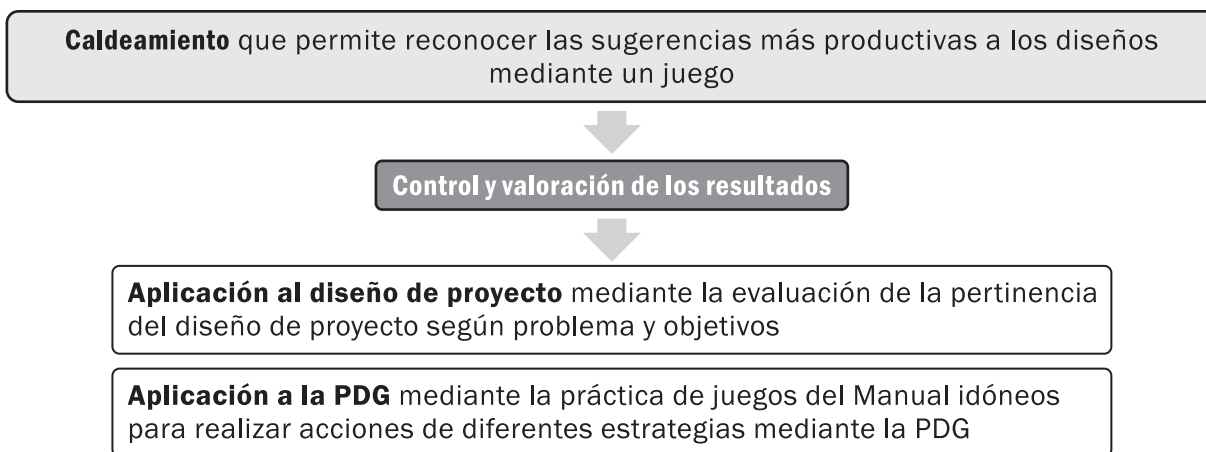 Caldeamiento que permite reconocer las sugerencias más productivas a los diseños
mediante un juego
Control y valoración de los resultados
Aplicación al diseño de proyecto mediante la evaluación de la pertinencia
del diseño de proyecto según problema y objetivos
Aplicación a la PDG mediante la práctica de juegos del Manual idóneos
para realizar acciones de diferentes estrategias mediante la PDG